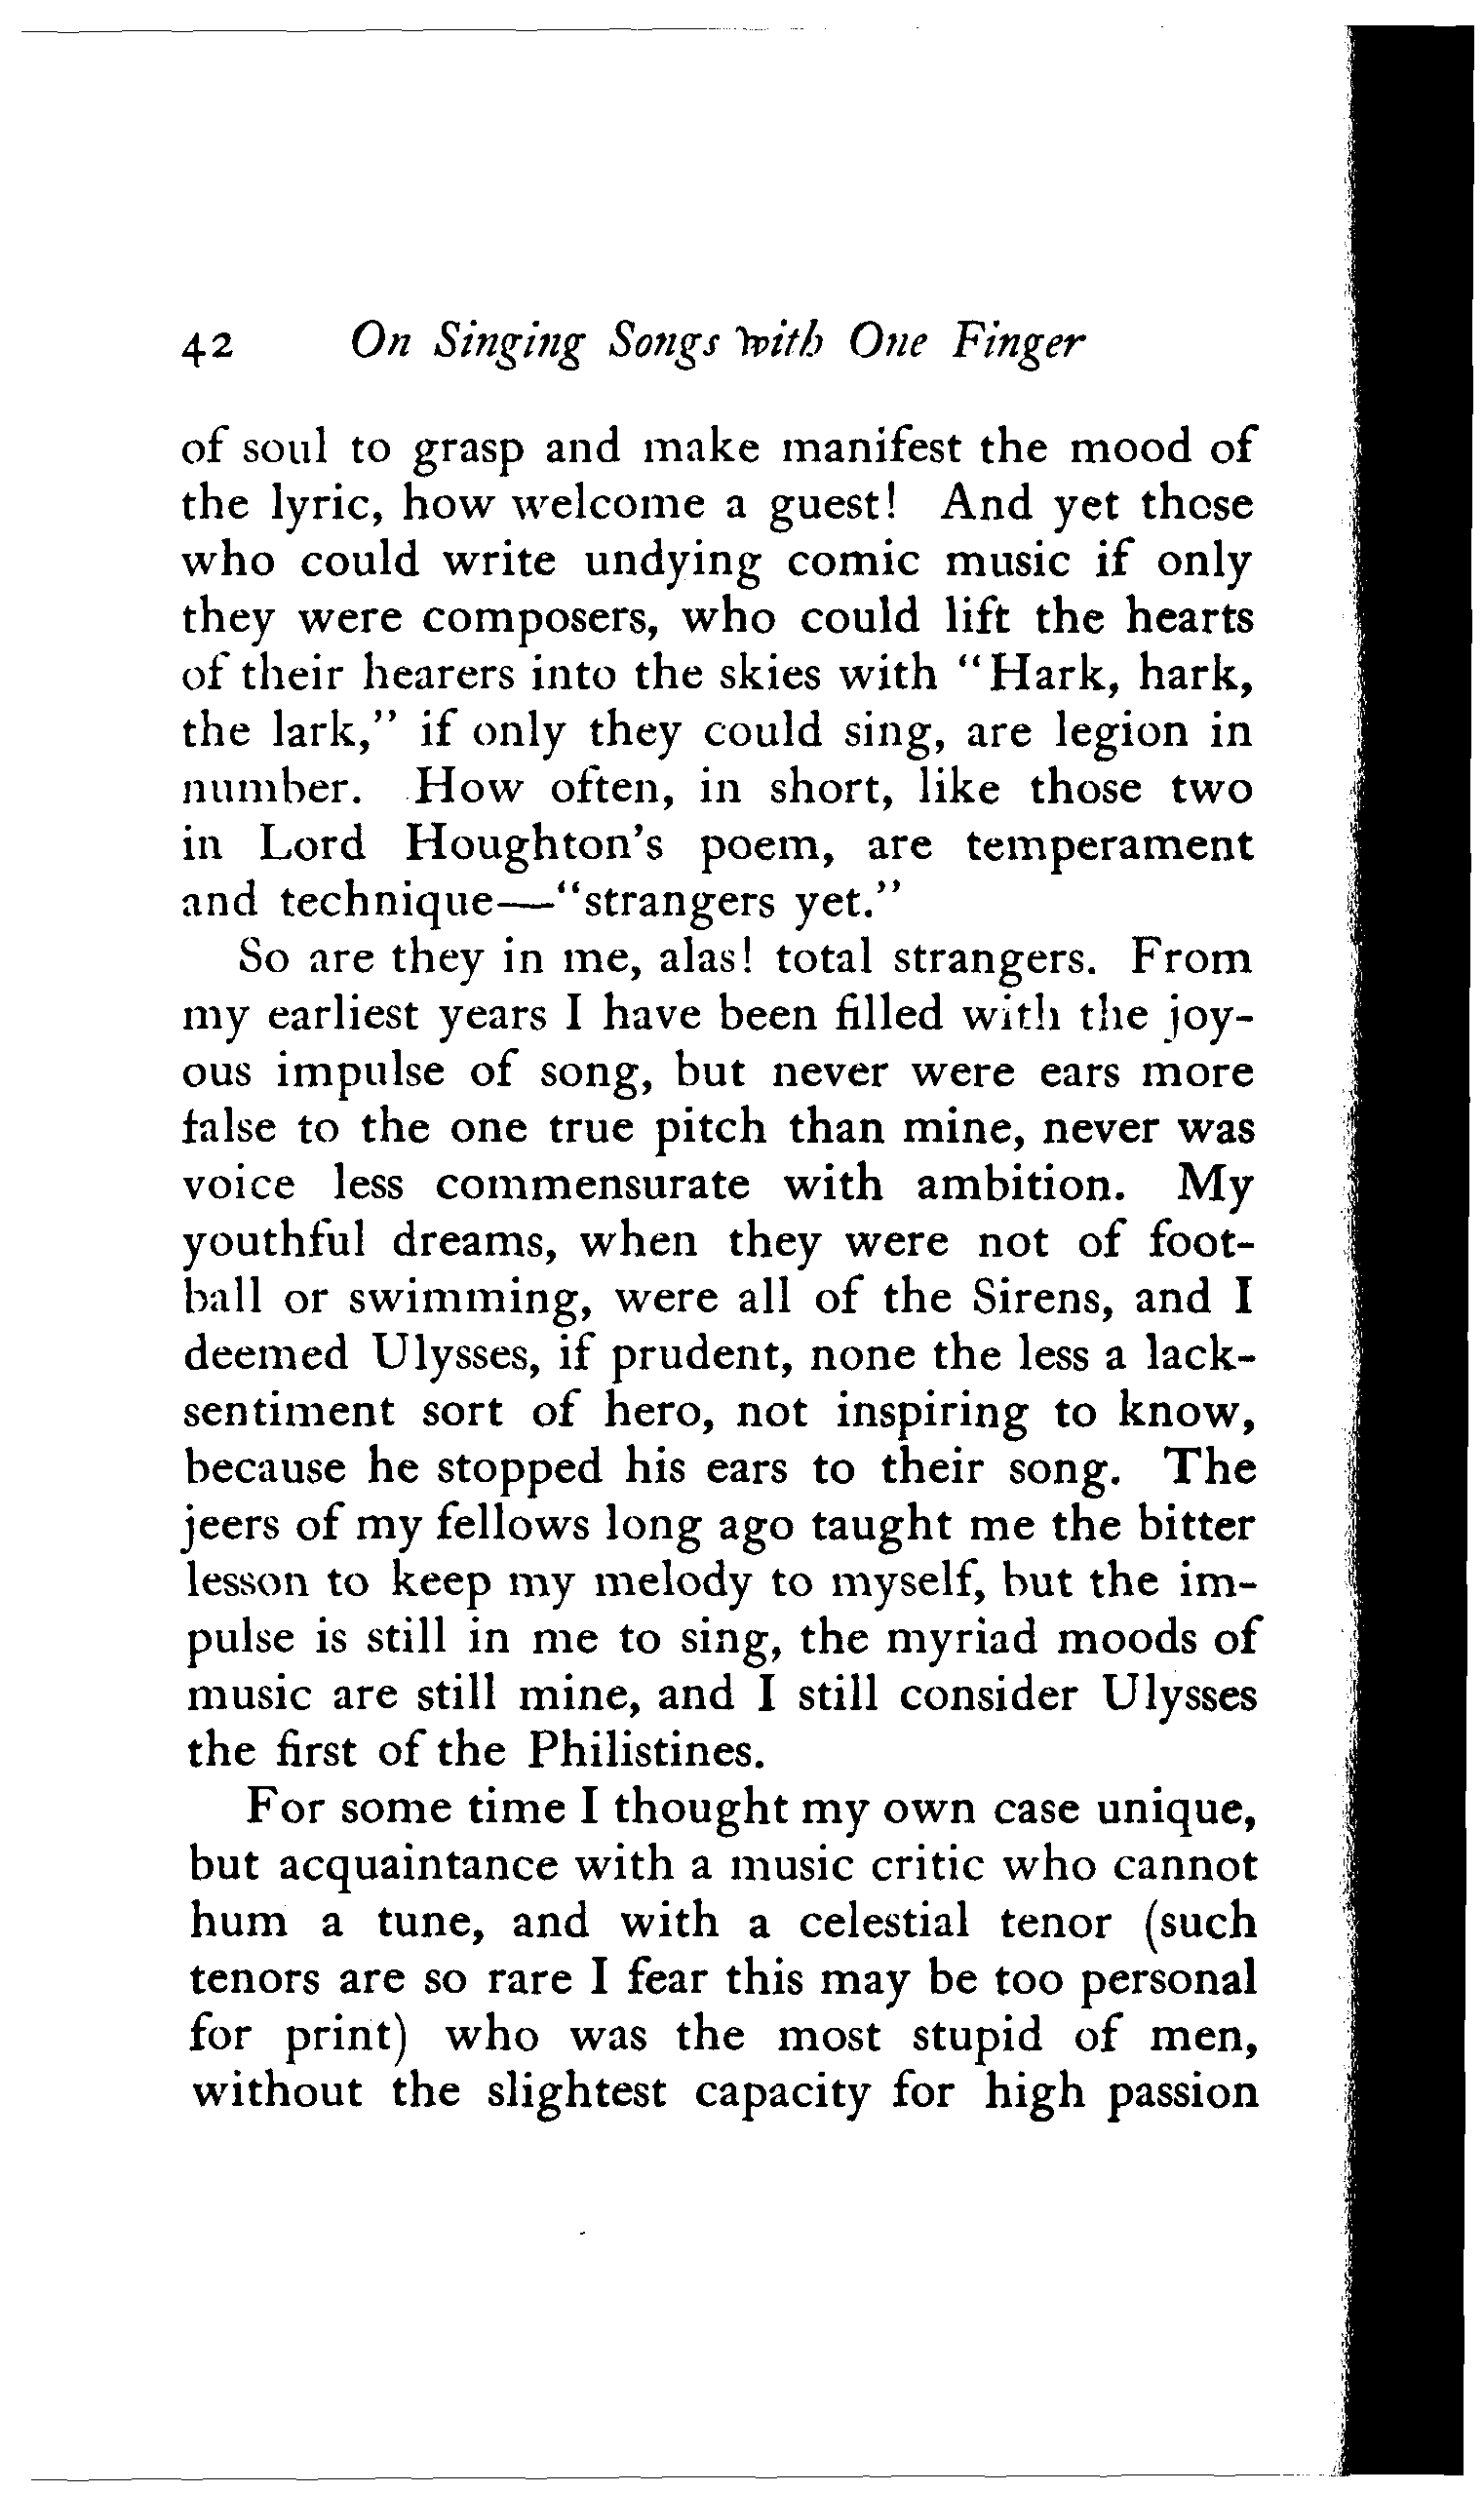 42 On Singing Songs with One Finger
of soul to grasp and make manifest the mood of
the lyric, how welcome a guest! And yet those
who could write undying comic music if only
they were composers, who could lift the hearts
of their hearers into the skies with "Hark, hark,
the lark," if only they could sing, are legion in
number. How often, in short, like those two
in Lord Houghton's poem, are temperament
and technique—"strangers yet."
So are they in me, alas! total strangers. From
my earliest years I have been filled with the joy-
ous impulse of song, but never were ears more
false to the one true pitch than mine, never was
voice less commensurate with ambition. My
youthful dreams, when they were not of foot-
ball or swimming, were all of the Sirens, and I
deemed Ulysses, if prudent, none the less a lack-
sentiment sort of hero, not inspiring to know,
because he stopped his ears to their song. The
jeers of my fellows long ago taught me the bitter
lesson to keep my melody to myself, but the im-
pulse is still in me to sing, the myriad moods of
music are still mine, and I still consider Ulysses
the first of the Philistines.
For some time I thought my own case unique,
but acquaintance with a music critic who cannot
hum a tune, and with a celestial tenor (such
tenors are so rare I fear this may be too personal
for print) who was the most stupid of men,
without the slightest capacity for high passion